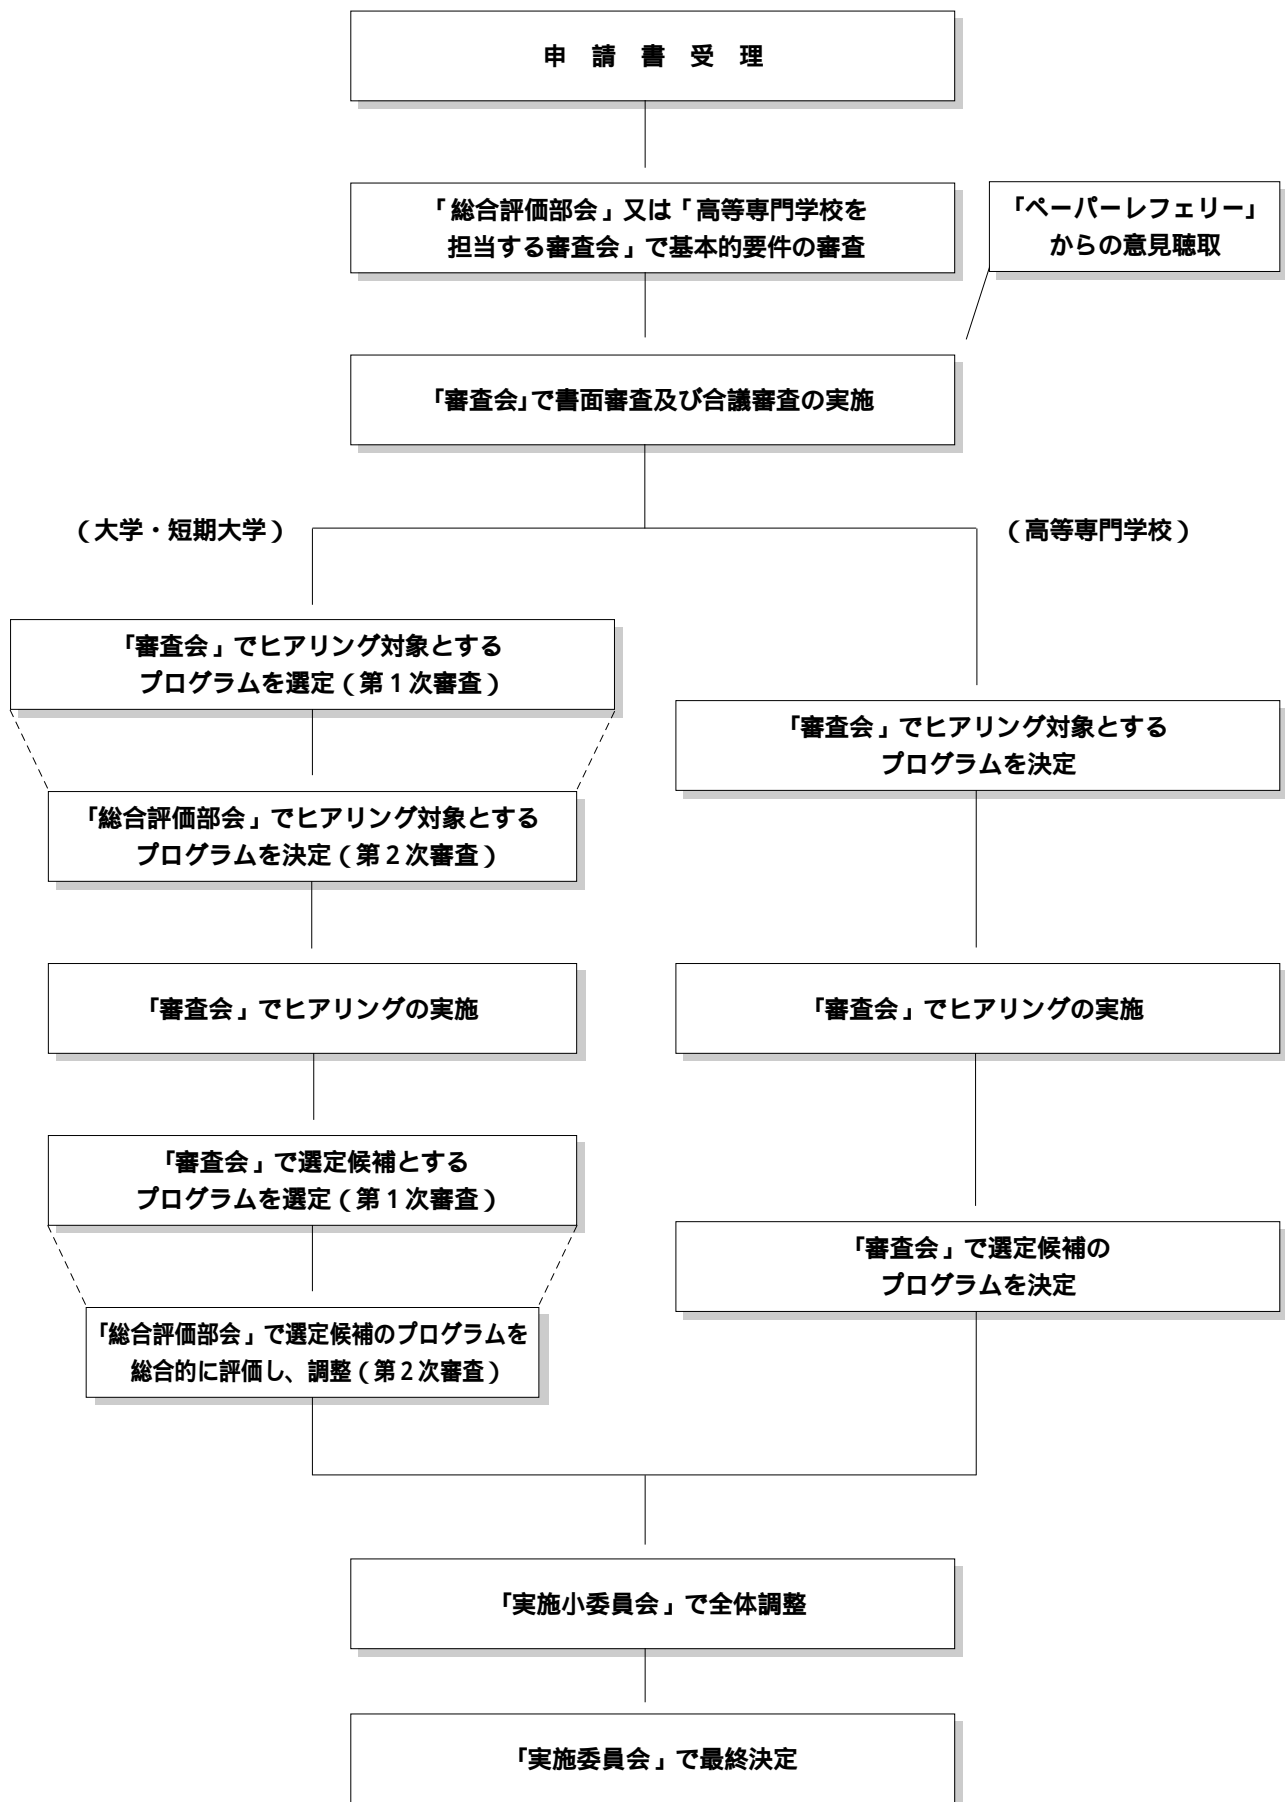 申 請 書 受 理
「総合評価部会」又は「高等専門学校を
担当する審査会」で基本的要件の審査
「ペーパーレフェリー」
からの意見聴取
「審査会」で書面審査及び合議審査の実施
（大学・短期大学）
（高等専門学校）
「審査会」でヒアリング対象とする
プログラムを選定（第１次審査）
「総合評価部会」でヒアリング対象とする
プログラムを決定（第２次審査）
「審査会」でヒアリングの実施
「審査会」で選定候補とする
プログラムを選定（第１次審査）
「総合評価部会」で選定候補のプログラムを
総合的に評価し、調整（第２次審査）
「審査会」でヒアリング対象とする
プログラムを決定
「審査会」でヒアリングの実施
「審査会」で選定候補の
プログラムを決定
「実施小委員会」で全体調整
「実施委員会」で最終決定